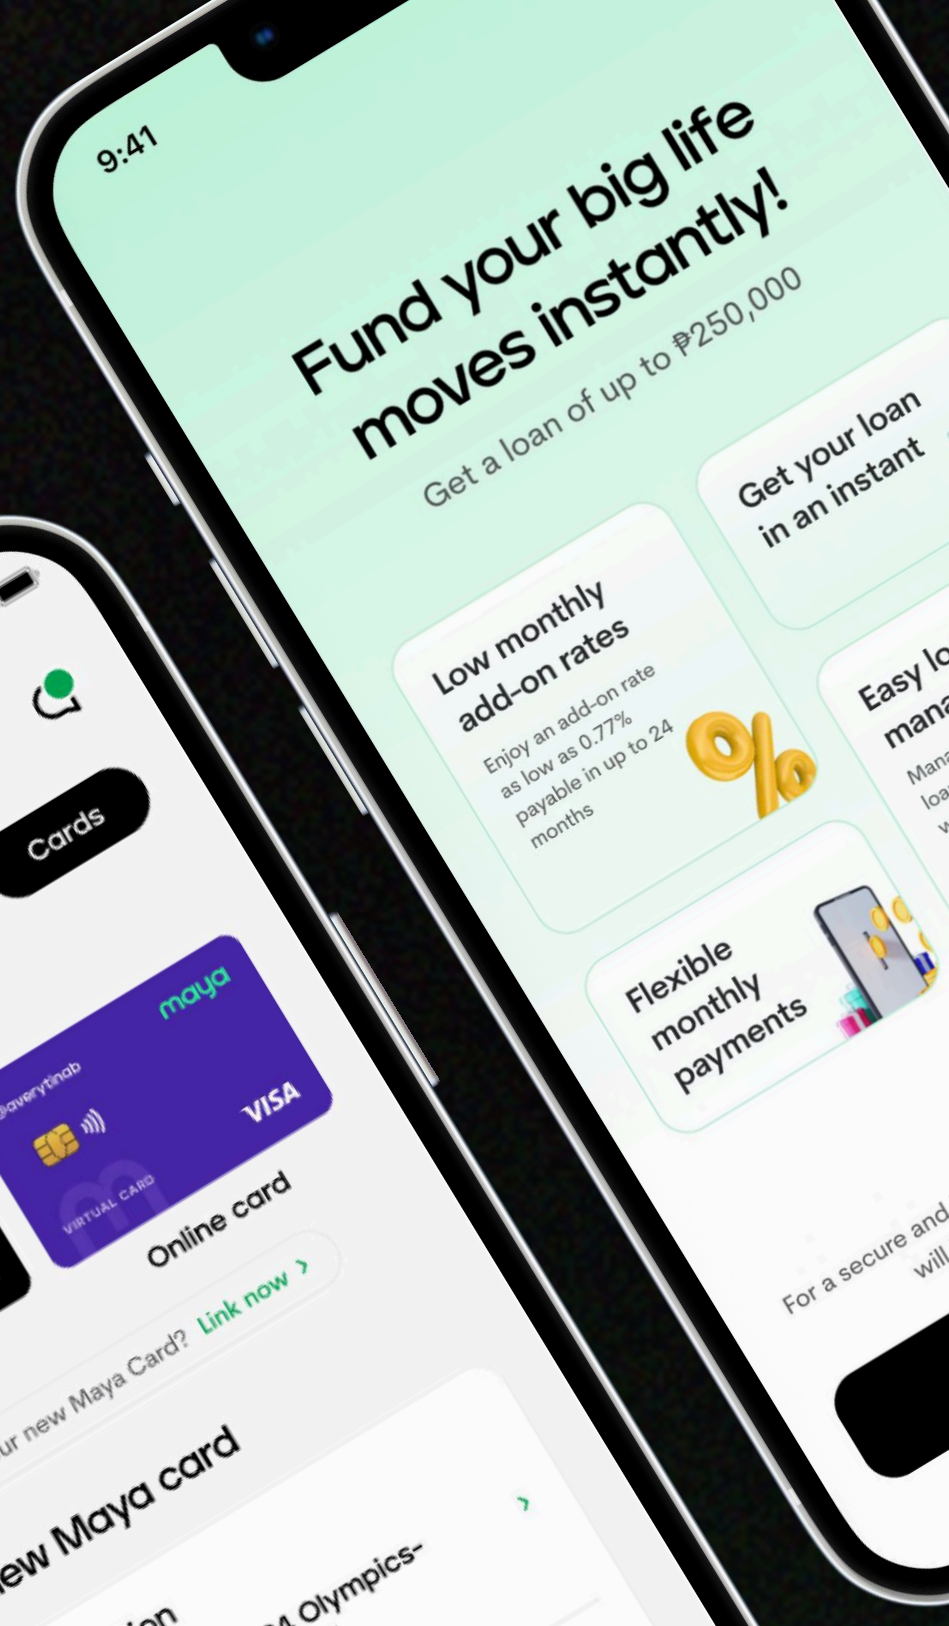 9:41
Fund your big life
moves instantly!
Get a loan of up to ₱250,000
Low monthly
add-on rates
Enjoy an add-on rate
as low as 0.77%
payable in up to 24
months
Get your loan
in an instant
Easy
Flexible
monthly
payments
For a secure and
will
Cards
maya
@averytinab
VISA
VIRTUAL CARD
Online card
new Maya Card? Link now ›
Maya card
Olympics-